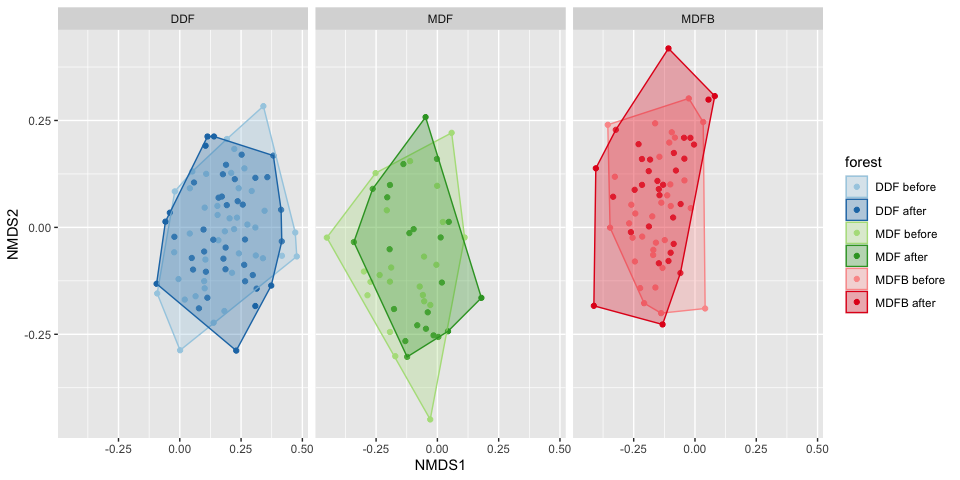 DDF MDF MDFB
NMDS2
0.25
0.00
-0.25
-0.25 0.00 0.25 0.50 -0.25 0.00 0.25 0.50 -0.25 0.00 0.25 0.50
NMDS1
forest
DDF before
DDF after
MDF before
MDF after
MDFB before
MDFB after